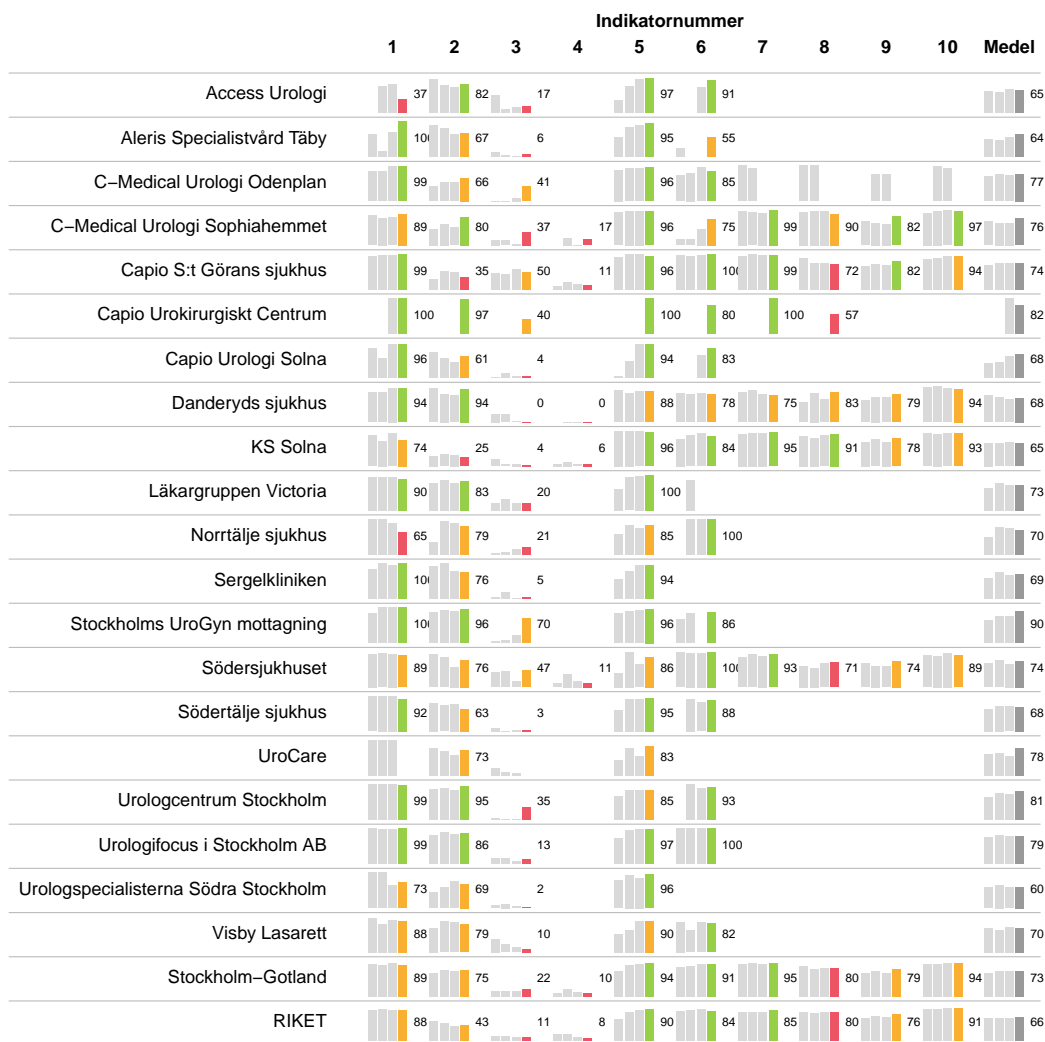 Indikatornummer
1 2 3 4 5 6 7 8 9 10 Medel
Access Urologi 37 82 17 97 91 65
Aleris Specialistvård Täby 100 67 6 95 55 64
C−Medical Urologi Odenplan 99 66 41 96 85 77
C−Medical Urologi Sophiahemmet 89 80 37 17 96 75 99 90 82 97 76
Capio S:t Görans sjukhus 99 35 50 11 96 100 99 72 82 94 74
Capio Urokirurgiskt Centrum 100 97 40 100 80 100 57 82
Capio Urologi Solna 96 61 4 94 83 68
Danderyds sjukhus 94 94 0 0 88 78 75 83 79 94 68
KS Solna 74 25 4 6 96 84 95 91 78 93 65
Läkargruppen Victoria 90 83 20 100 73
Norrtälje sjukhus 65 79 21 85 100 70
Sergelkliniken 100 76 5 94 69
Stockholms UroGyn mottagning 100 96 70 96 86 90
Södersjukhuset 89 76 47 11 86 100 93 71 74 89 74
Södertälje sjukhus 92 63 3 95 88 68
UroCare 73 83 78
Urologcentrum Stockholm 99 95 35 85 93 81
Urologifocus i Stockholm AB 99 86 13 97 100 79
Urologspecialisterna Södra Stockholm 73 69 2 96 60
Visby Lasarett 88 79 10 90 82 70
Stockholm−Gotland 89 75 22 10 94 91 95 80 79 94 73
RIKET 88 43 11 8 90 84 85 80 76 91 66